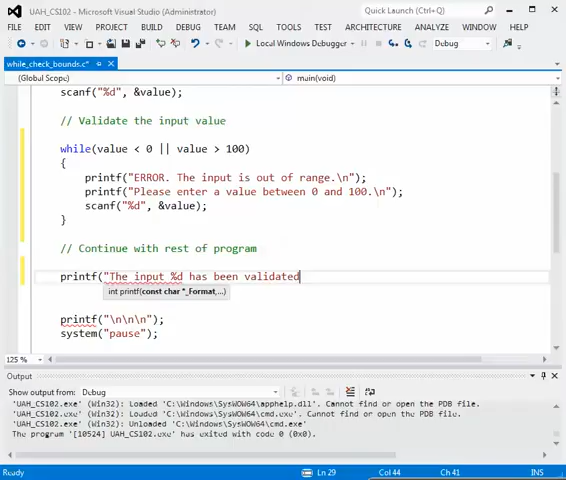 UAH_CS102 - Microsoft Visual Studio (Administrator)
Quick Launch (Ctrl+Q)
FILE EDIT VIEW PROJECT BUILD DEBUG TEAM SQL TOOLS TEST ARCHITECTURE ANALYZE WINDOW HELP
Local Windows Debugger Debug
while_check_bounds.c*
(Global Scope) main(void)
scanf("%d", &value);
// Validate the input value
while(value < 0 || value > 100)
{
printf("ERROR. The input is out of range.\n");
printf("Please enter a value between 0 and 100.\n");
scanf("%d", &value);
}
// Continue with rest of program
printf("The input %d has been validated
int printf(const char *_Format,...)
printf("\n\n\n");
system("pause");
125 %
Output
Show output from: Debug
'UAH_CS102.exe' (Win32): Loaded 'C:\Windows\SysWOW64\apphelp.dll'. Cannot find or open the PDB file.
'UAH_CS102.exe' (Win32): Loaded 'C:\Windows\SysWOW64\cmd.exe'. Cannot find or open the PDB file.
'UAH_CS102.exe' (Win32): Unloaded 'C:\Windows\SysWOW64\cmd.exe'
The program '[10524] UAH_CS102.exe' has exited with code 0 (0x0).
Ready Ln 29 Col 44 Ch 41 INS